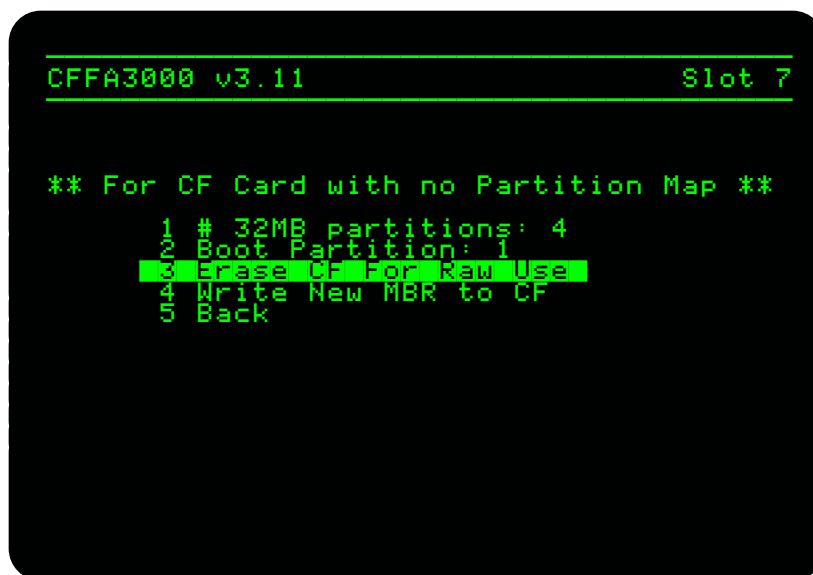 CFFA3000 v3.11 Slot 7
** For CF Card with no Partition Map **
1 # 32MB partitions: 4
2 Boot Partition: 1
3 Erase CF For Raw Use
4 Write New MBR to CF
5 Back